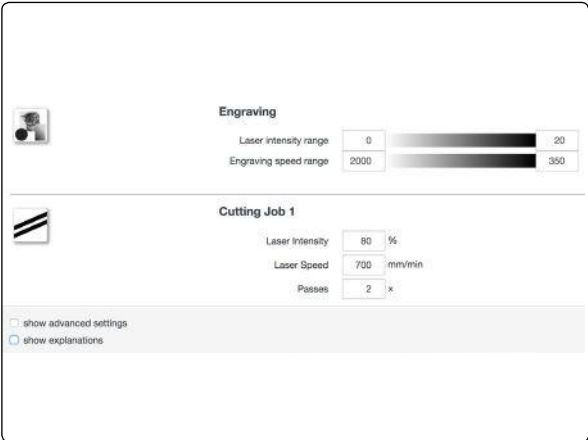 Engraving
Laser intensity range 0 20
Engraving speed range 2000 350
Cutting Job 1
Laser Intensity 80 %
Laser Speed 700 mm/min
Passes 2 x
show advanced settings
show explanations